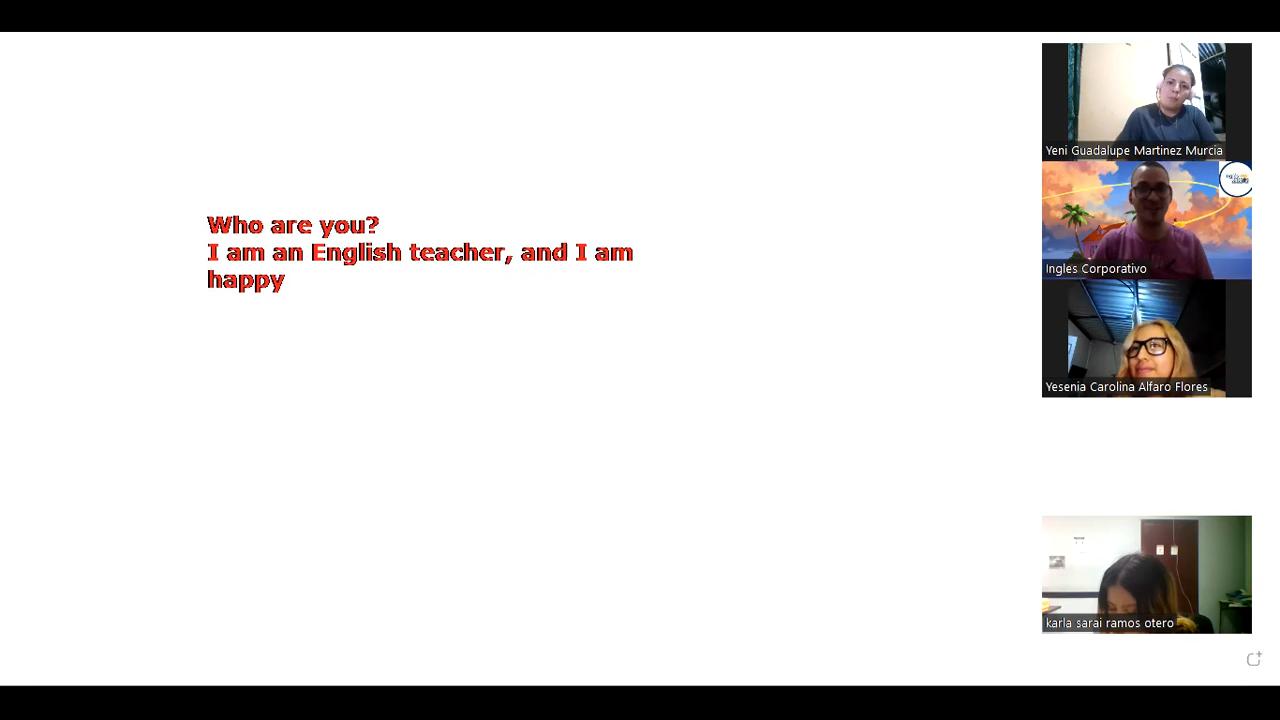 Who are you?
I am an English teacher, and I am
happy
Yeni Guadalupe Martinez Murcia
Ingles Corporativo
Yesenia Carolina Alfaro Flores
karla sarai ramos otero